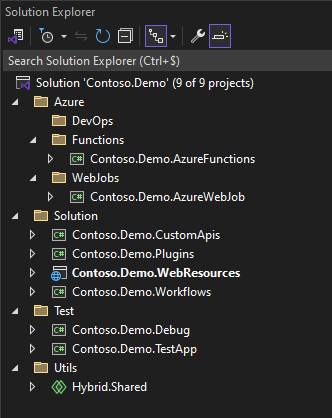 Solution Explorer
Search Solution Explorer (Ctrl+$)
Solution 'Contoso.Demo' (9 of 9 projects)
Azure
DevOps
Functions
C# Contoso.Demo.AzureFunctions
WebJobs
C# Contoso.Demo.AzureWebJob
Solution
C# Contoso.Demo.CustomApis
C# Contoso.Demo.Plugins
Contoso.Demo.WebResources
C# Contoso.Demo.Workflows
Test
C# Contoso.Demo.Debug
C# Contoso.Demo.TestApp
Utils
Hybrid.Shared